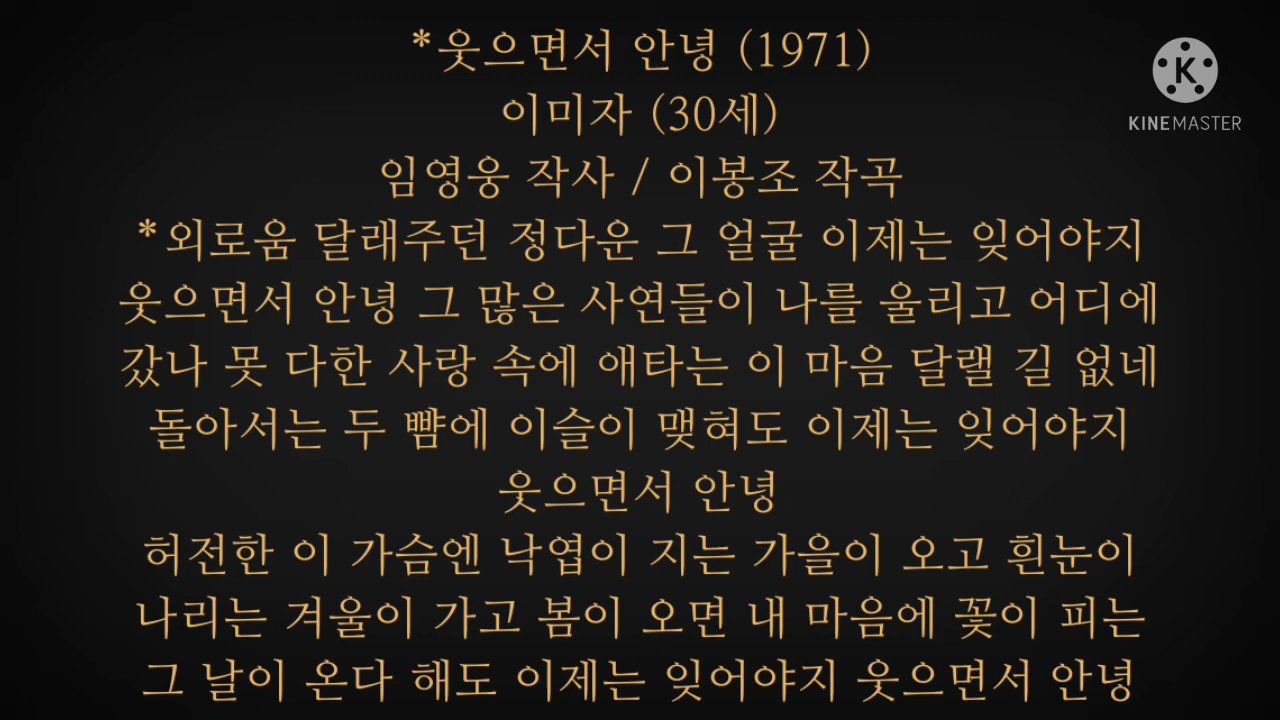 *웃으면서 안녕 (1971)
이미자 (30세)
임영웅 작사 / 이봉조 작곡
*외로움 달래주던 정다운 그 얼굴 이제는 잊어야지
웃으면서 안녕 그 많은 사연들이 나를 울리고 어디에
갔나 못 다한 사랑 속에 애타는 이 마음 달랠 길 없네
돌아서는 두 뺨에 이슬이 맺혀도 이제는 잊어야지
웃으면서 안녕
허전한 이 가슴엔 낙엽이 지는 가을이 오고 흰눈이
나리는 겨울이 가고 봄이 오면 내 마음에 꽃이 피는
그 날이 온다 해도 이제는 잊어야지 웃으면서 안녕
K
KINEMASTER